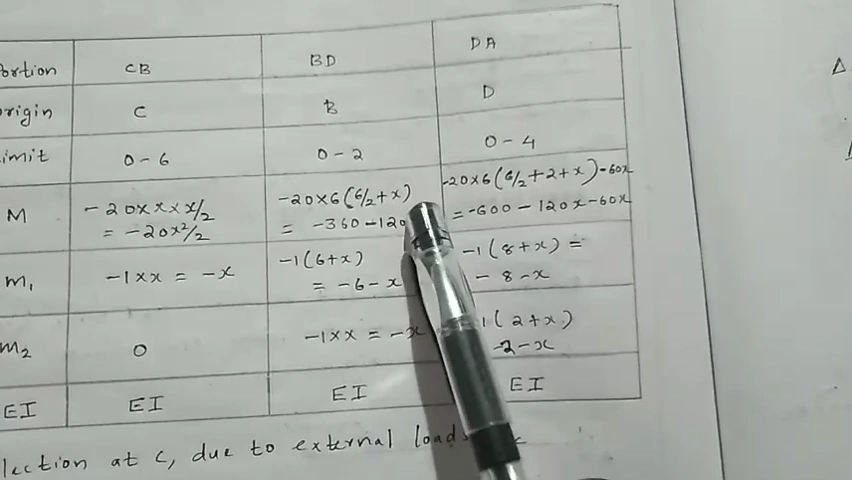 ortion CB BD DA
rigin C B D
imit 0-6 0-2 0-4
M -20×x×x/2 -20×6(6/2+x) -20×6(6/2+2+x)-60x
= -20x²/2 = -360-120 = -600-120x-60x
m₁ -1×x = -x -1(6+x) -1(8+x) =
= -6-x -8-x
m₂ 0 -1×x = -x 1(2+x)
-2-x
EI EI EI EI
lection at C, due to external loads